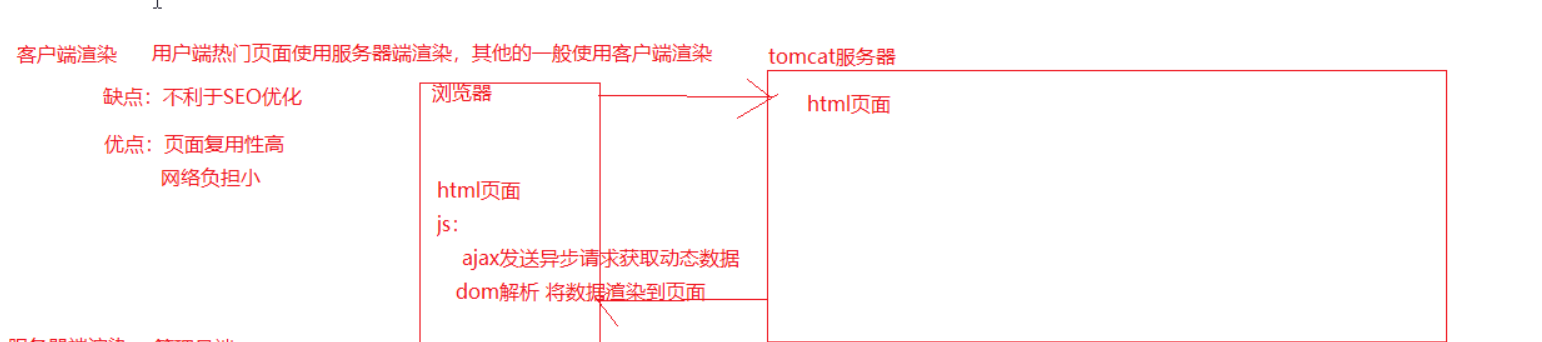 客户端渲染 用户端热门页面使用服务器端渲染，其他的一般使用客户端渲染
tomcat服务器
缺点：不利于SEO优化
浏览器
html页面
优点：页面复用性高
网络负担小
html页面
js：
ajax发送异步请求获取动态数据
dom解析 将数据渲染到页面